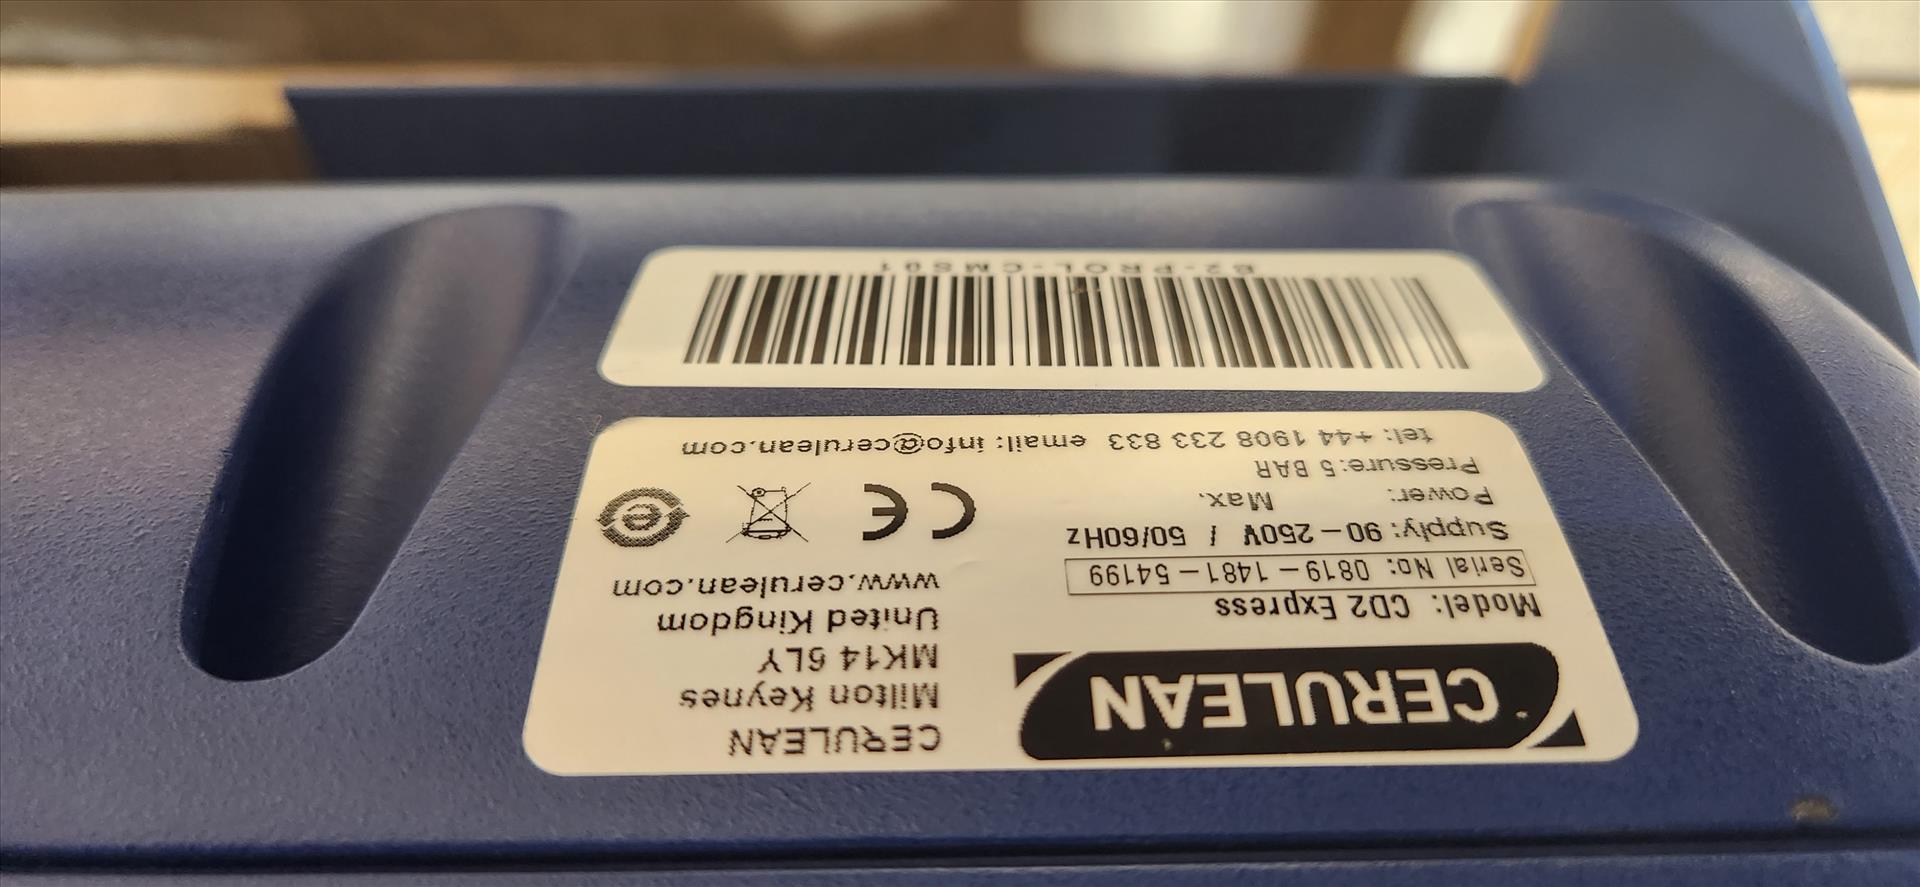 CERULEAN
CERULEAN
Milton Keynes
MK14 6LY
United Kingdom
www.cerulean.com
Model: CD2 Express
Serial No: 0819-1481-54199
Supply: 90-250V / 50/60Hz
Power: Max.
Pressure:5 BAR
CE
e
tel: +44 1908 233 833 email: info@cerulean.com
B2-PROL-CMS01